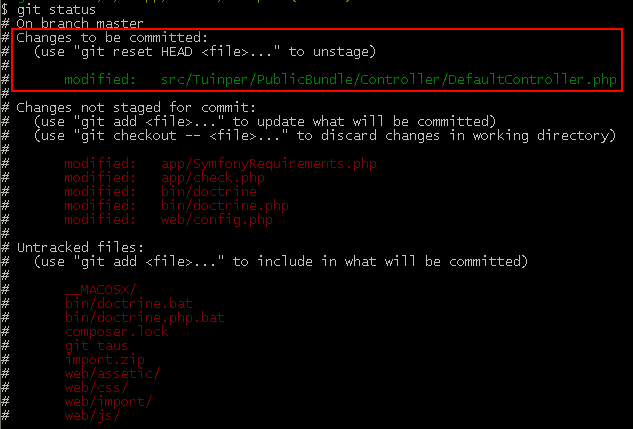 $ git status
# On branch master
# Changes to be committed:
#   (use "git reset HEAD <file>..." to unstage)
#
#       modified:   src/Tuinper/PublicBundle/Controller/DefaultController.php
#
# Changes not staged for commit:
#   (use "git add <file>..." to update what will be committed)
#   (use "git checkout -- <file>..." to discard changes in working directory)
#
#       modified:   app/SymfonyRequirements.php
#       modified:   app/check.php
#       modified:   bin/doctrine
#       modified:   bin/doctrine.php
#       modified:   web/config.php
#
# Untracked files:
#   (use "git add <file>..." to include in what will be committed)
#
#       __MACOSX/
#       bin/doctrine.bat
#       bin/doctrine.php.bat
#       composer.lock
#       git taus
#       import.zip
#       web/assetic/
#       web/css/
#       web/import/
#       web/js/